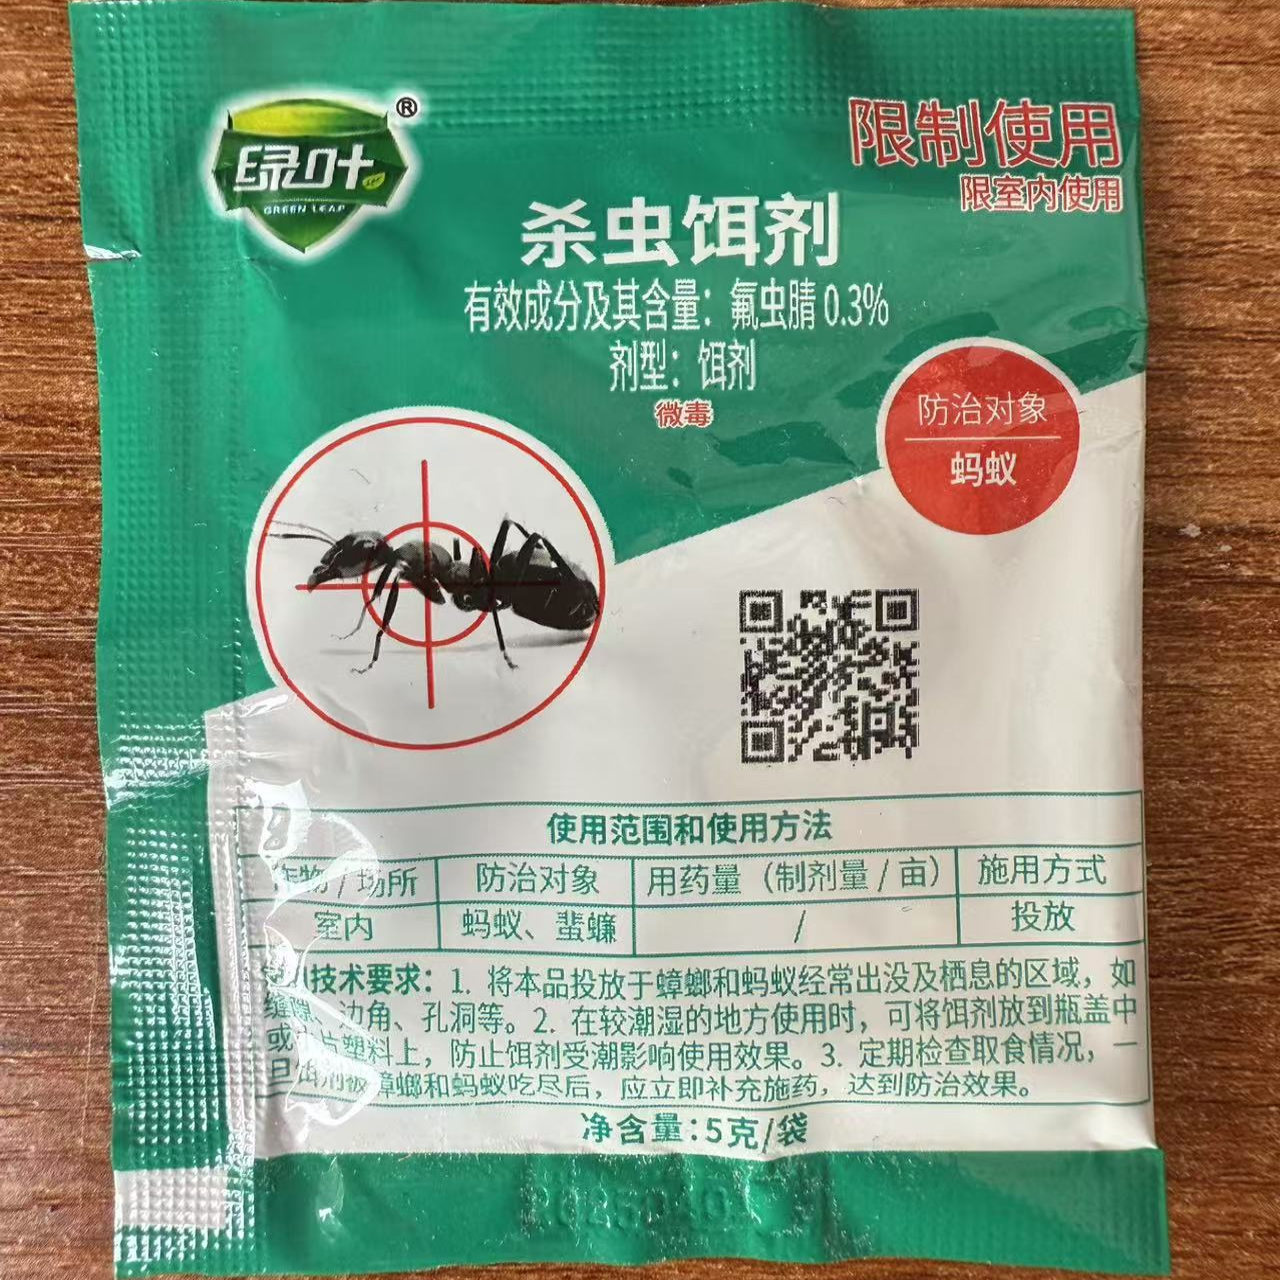 绿叶®
GREEN LEAF
限制使用
限室内使用
杀虫饵剂
有效成分及其含量：氟虫腈 0.3%
剂型：饵剂
微毒
防治对象
蚂蚁
使用范围和使用方法
作物 / 场所 防治对象 用药量（制剂量 / 亩） 施用方式
室内 蚂蚁、蜚蠊 / 投放
技术要求：1. 将本品投放于蟑螂和蚂蚁经常出没及栖息的区域，如
缝隙、边角、孔洞等。2. 在较潮湿的地方使用时，可将饵剂放到瓶盖中
或 片塑料上，防止饵剂受潮影响使用效果。3. 定期检查取食情况，一
旦饵剂被蟑螂和蚂蚁吃尽后，应立即补充施药，达到防治效果。
净含量：5克/袋